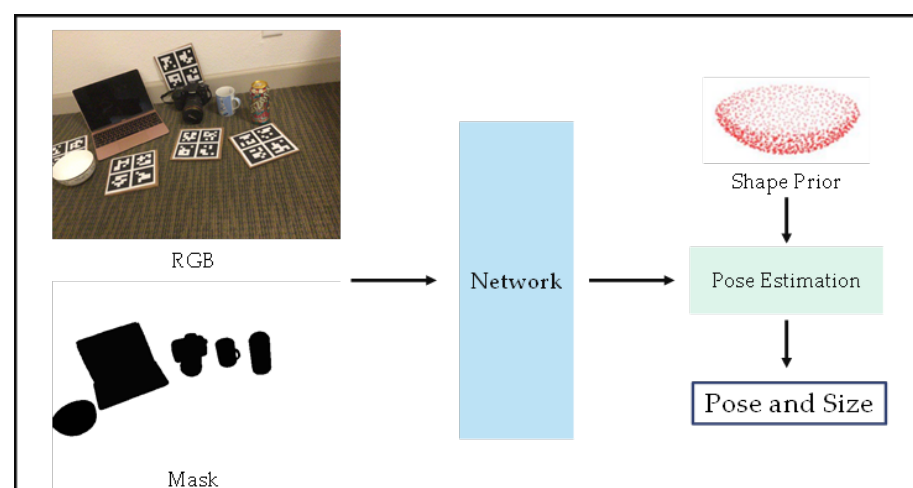 RGB
Mask
Network
Shape Prior
Pose Estimation
Pose and Size